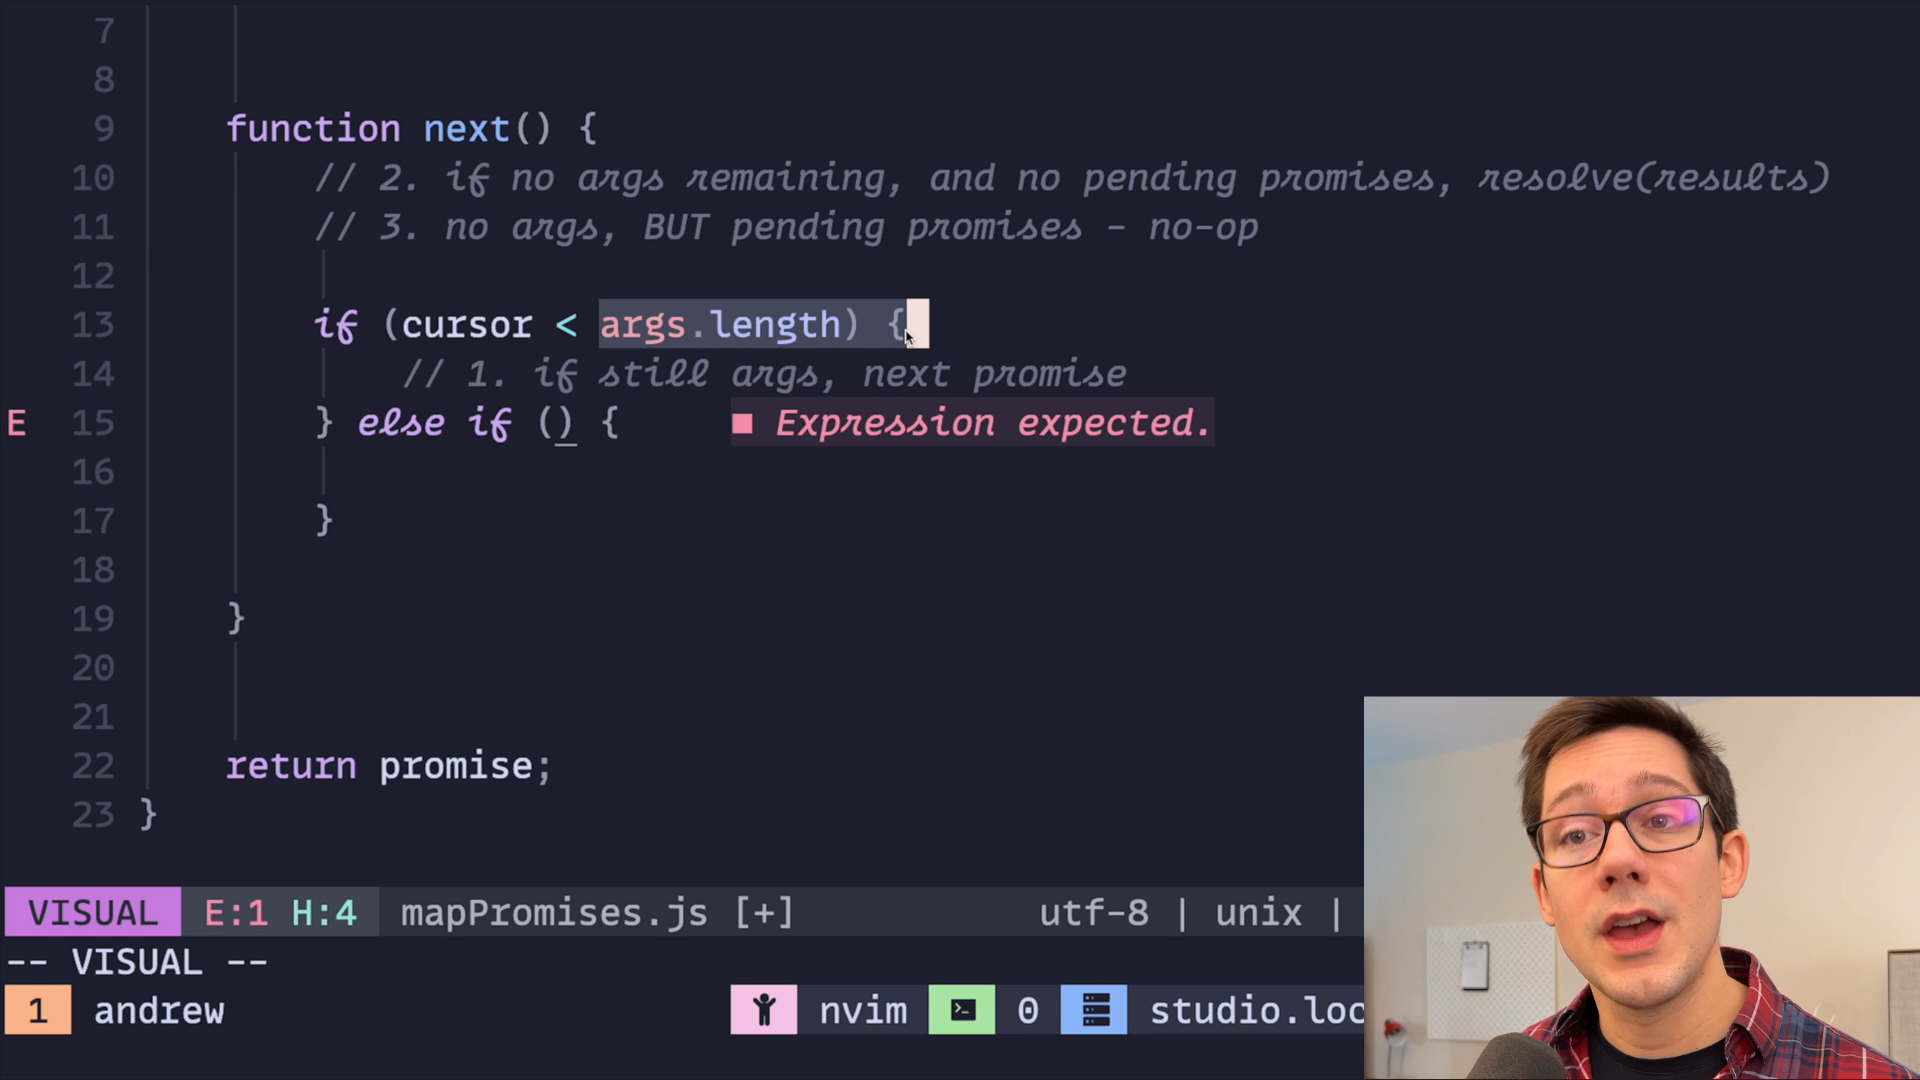 7
8
9 function next() {
10 // 2. if no args remaining, and no pending promises, resolve(results)
11 // 3. no args, BUT pending promises - no-op
12
13 if (cursor < args.length) {
14 // 1. if still args, next promise
E 15 } else if () { ■ Expression expected.
16
17 }
18
19 }
20
21
22 return promise;
23 }
VISUAL E:1 H:4 mapPromises.js [+] utf-8 | unix |
-- VISUAL --
1 andrew nvim 0 studio.loc